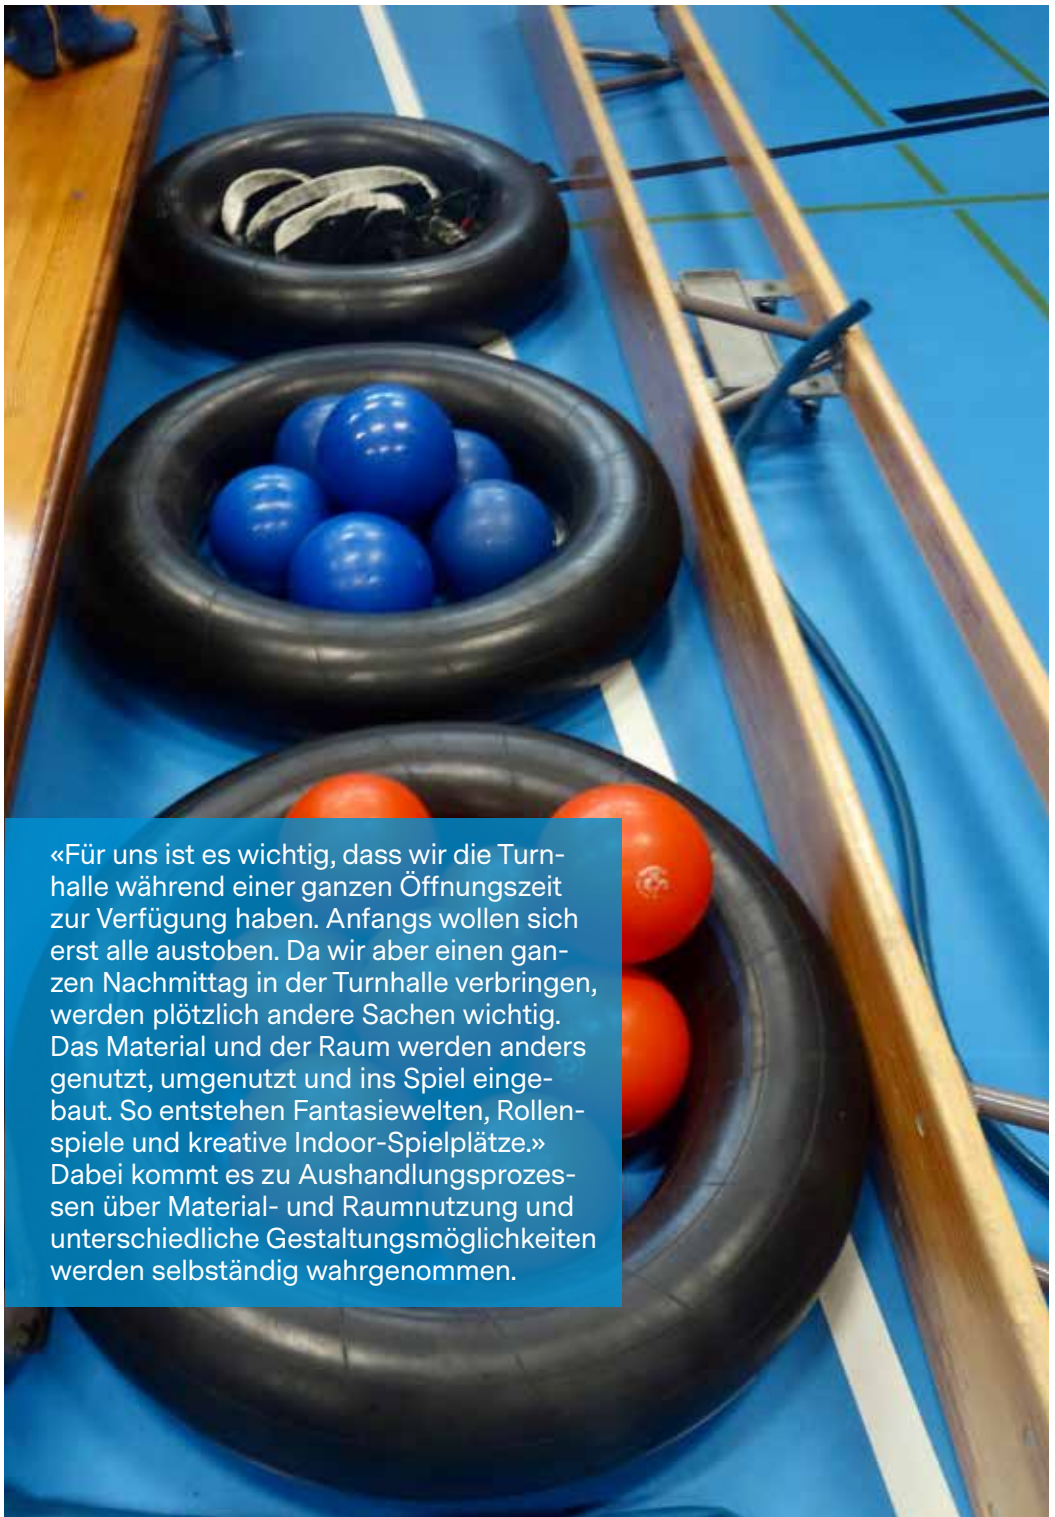 «Für uns ist es wichtig, dass wir die Turn-
halle während einer ganzen Öffnungszeit
zur Verfügung haben. Anfangs wollen sich
erst alle austoben. Da wir aber einen gan-
zen Nachmittag in der Turnhalle verbringen,
werden plötzlich andere Sachen wichtig.
Das Material und der Raum werden anders
genutzt, umgenutzt und ins Spiel einge-
baut. So entstehen Fantasiewelten, Rollen-
spiele und kreative Indoor-Spielplätze.»
Dabei kommt es zu Aushandlungsprozes-
sen über Material- und Raumnutzung und
unterschiedliche Gestaltungsmöglichkeiten
werden selbständig wahrgenommen.